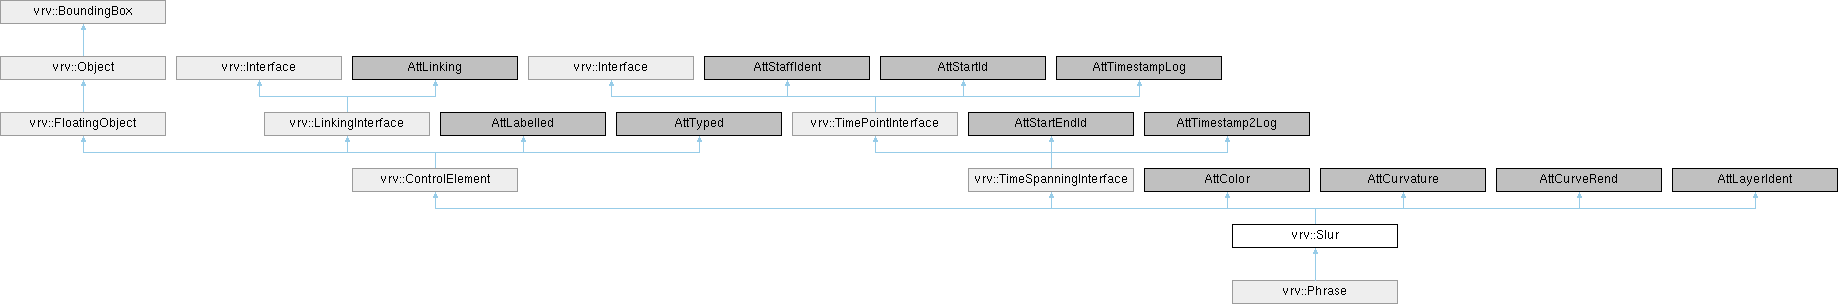 vrv::BoundingBox
vrv::Object vrv::Interface AttLinking vrv::Interface AttStaffIdent AttStartId AttTimestampLog
vrv::FloatingObject vrv::LinkingInterface AttLabelled AttTyped vrv::TimePointInterface AttStartEndId AttTimestamp2Log
vrv::ControlElement vrv::TimeSpanningInterface AttColor AttCurvature AttCurveRend AttLayerIdent
vrv::Slur
vrv::Phrase